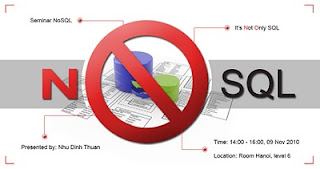 Seminar NoSQL
It's Not Only SQL
NO SQL
Presented by: Nhu Dinh Thuan
Time: 14:00 - 16:00, 09 Nov 2010
Location: Room Hanoi, level 6